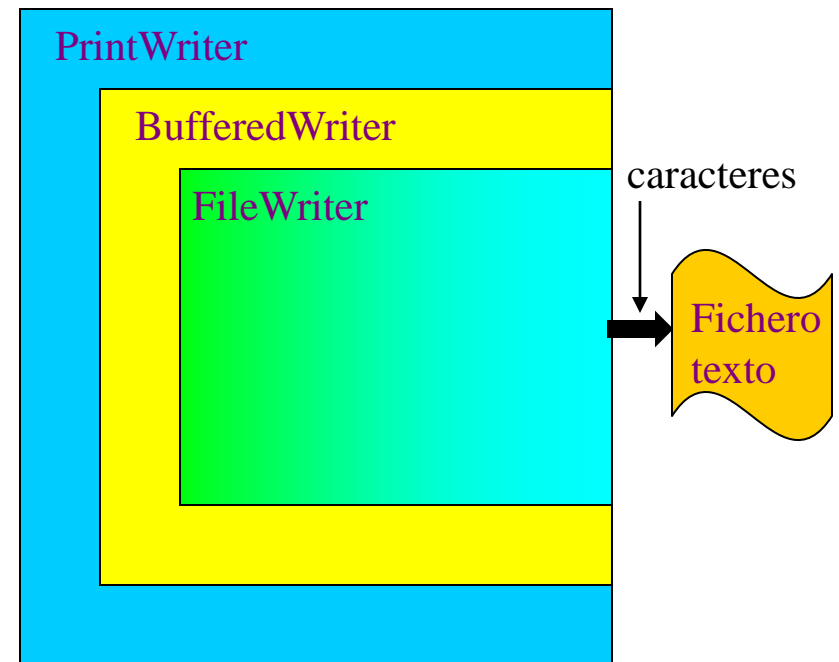 PrintWriter
BufferedWriter
FileWriter
caracteres
Fichero
texto